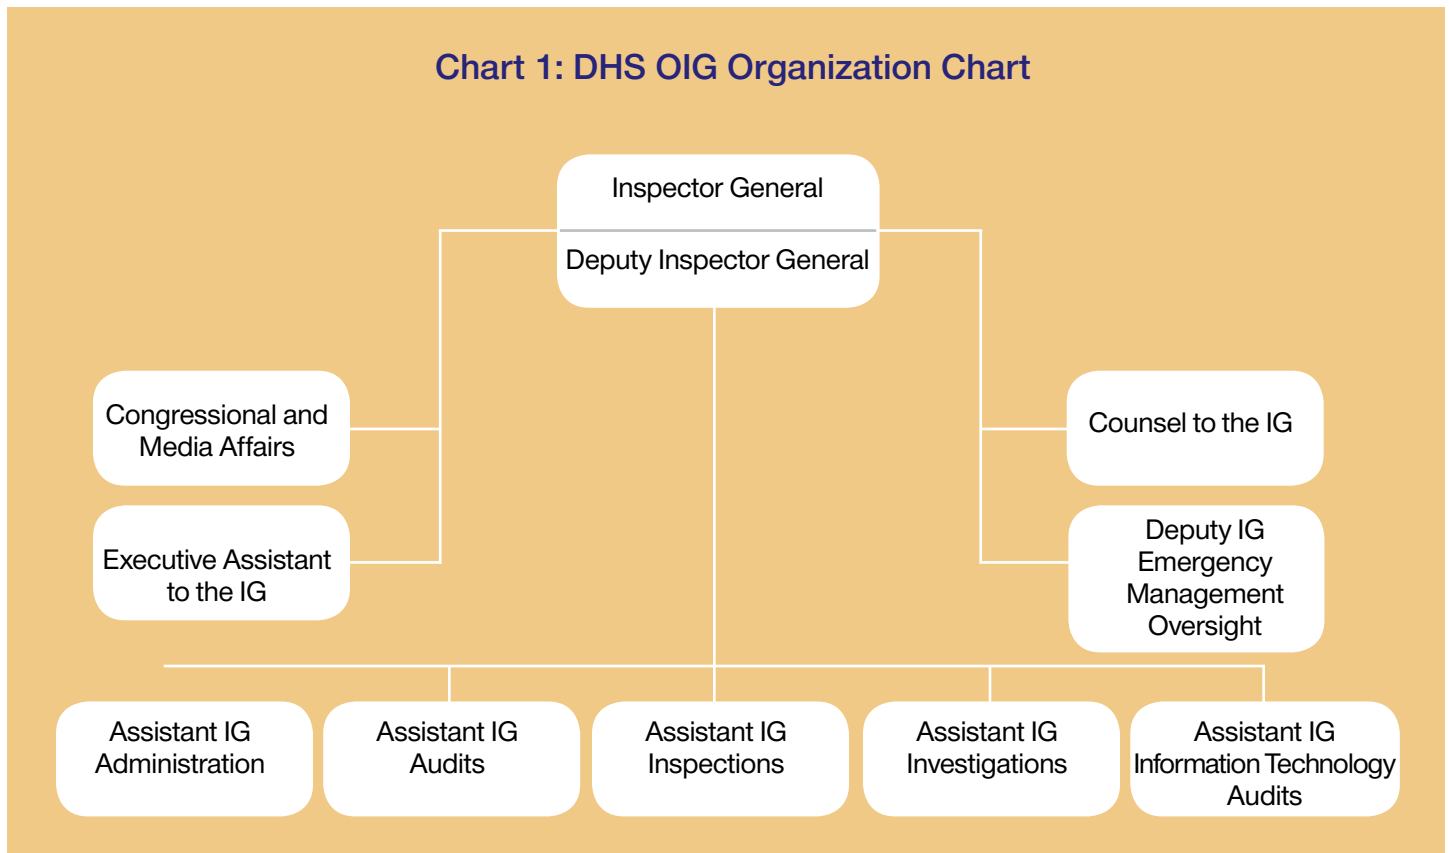 Chart 1: DHS OIG Organization Chart
Inspector General
Deputy Inspector General
Congressional and
Media Affairs
Counsel to the IG
Executive Assistant
to the IG
Deputy IG
Emergency
Management
Oversight
Assistant IG
Administration
Assistant IG
Audits
Assistant IG
Inspections
Assistant IG
Investigations
Assistant IG
Information Technology
Audits